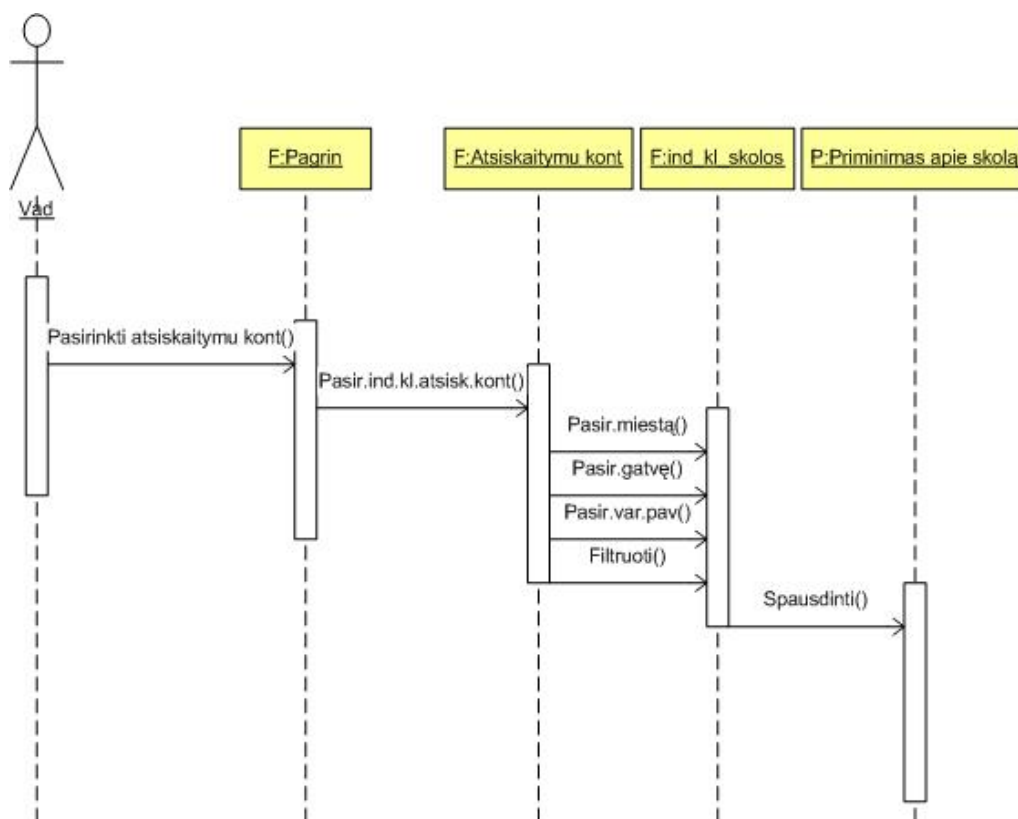 F:Pagrin
F:Atsiskaitymu kont
F:ind_kl_skolos
P:Priminimas apie skolą
Vad
Pasirinkti atsiskaitymu kont()
Pasir.ind.kl.atsisk.kont()
Pasir.miestą()
Pasir.gatvę()
Pasir.var.pav()
Filtruoti()
Spausdinti()